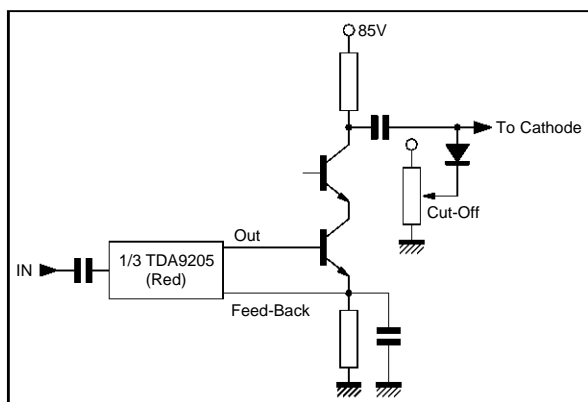 85V
To Cathode
Cut-Off
Out
IN
1/3 TDA9205
(Red)
Feed-Back